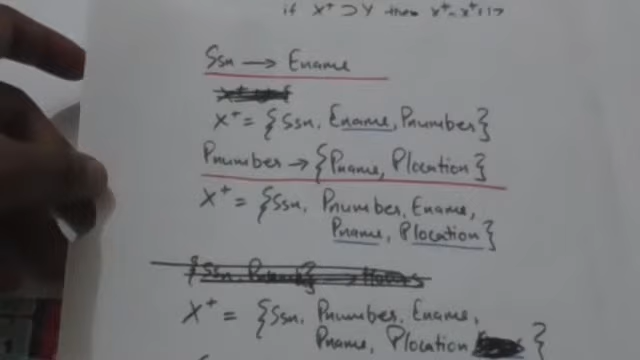 if X⁺ ⊃ Y then X⁺ = X⁺ ∪
Ssn → Ename
X⁺ = {Ssn, Ename, Pnumber}
Pnumber → {Pname, Plocation}
X⁺ = {Ssn, Pnumber, Ename,
Pname, Plocation}
X⁺ = {Ssn, Pnumber, Ename,
Pname, Plocation }